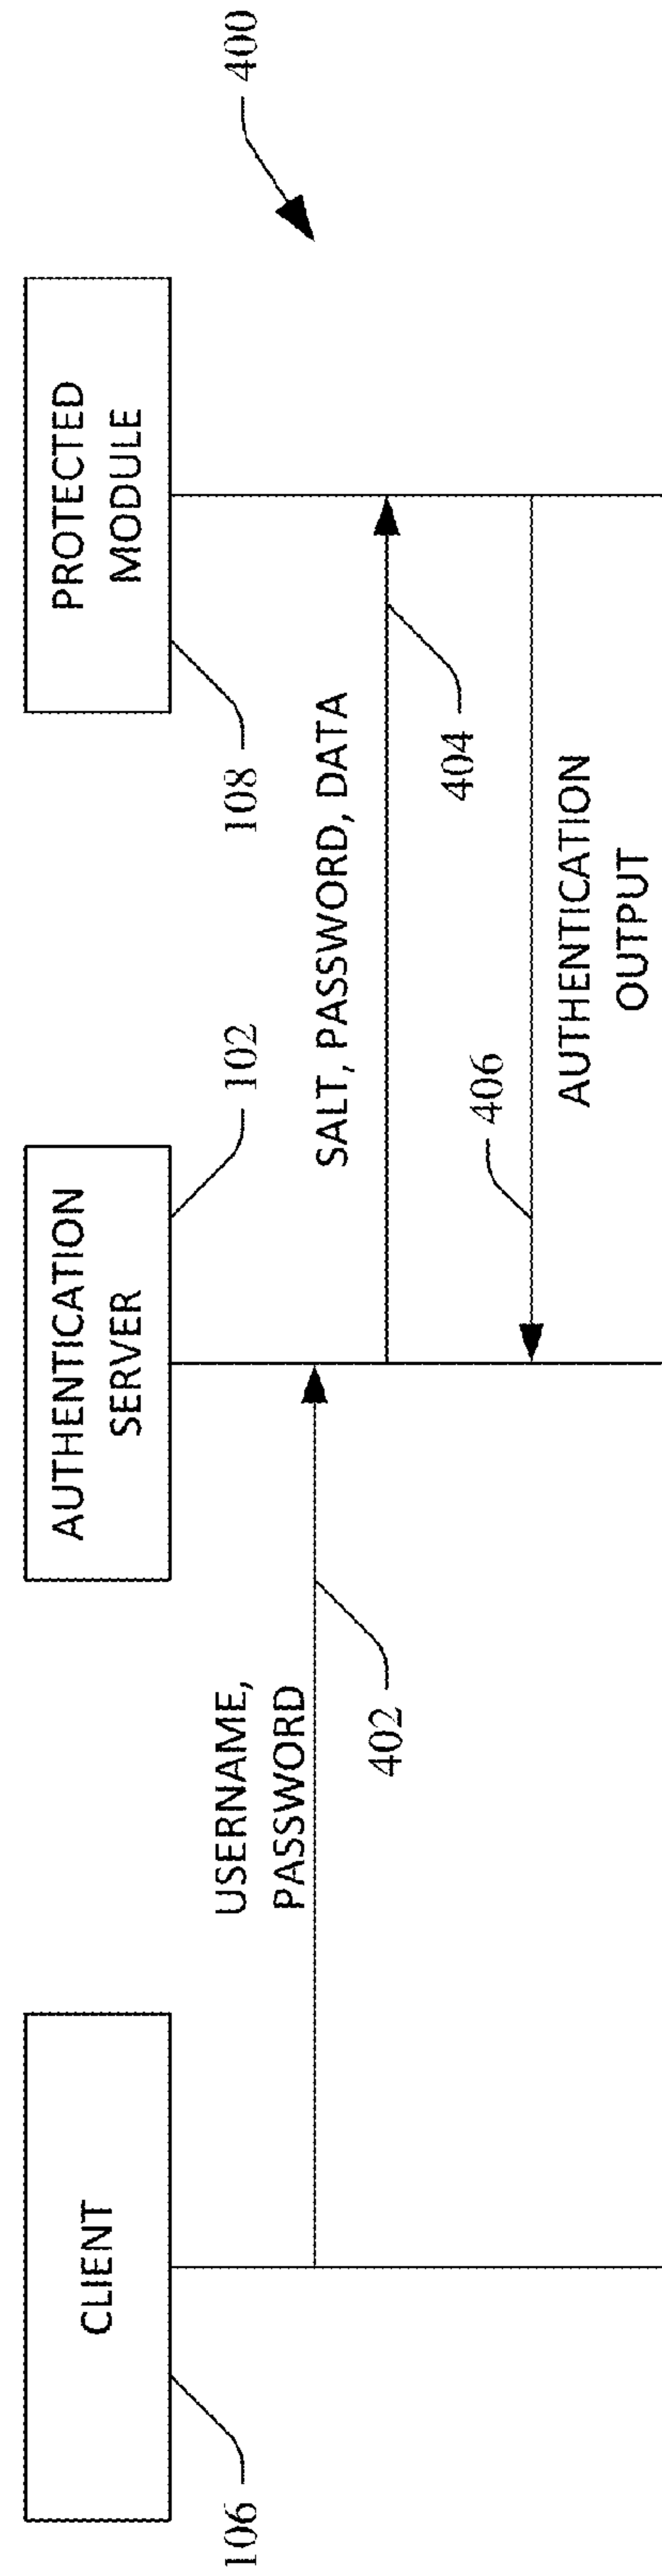 CLIENT
106
AUTHENTICATION
SERVER
102
PROTECTED
MODULE
108
400
USERNAME,
PASSWORD
402
SALT, PASSWORD, DATA
404
406
AUTHENTICATION
OUTPUT